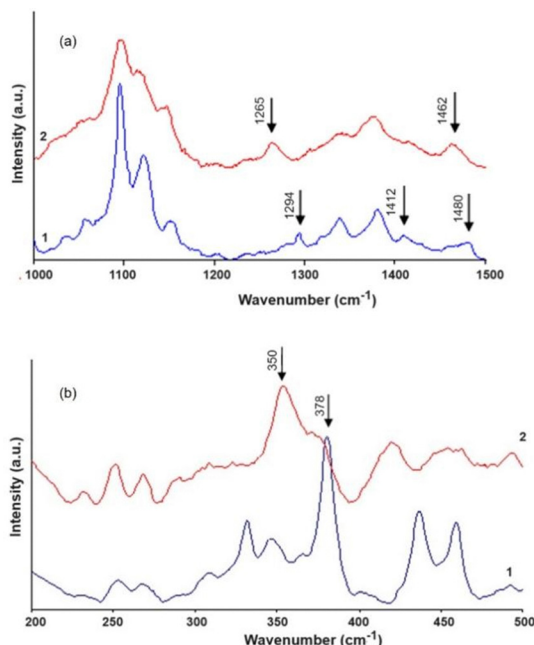 (a)
Intensity (a.u.)
2
1
1265
1462
1294
1412
1480
1000 1100 1200 1300 1400 1500
Wavenumber (cm-1)
(b)
Intensity (a.u.)
350
378
2
1
200 250 300 350 400 450 500
Wavenumber (cm-1)